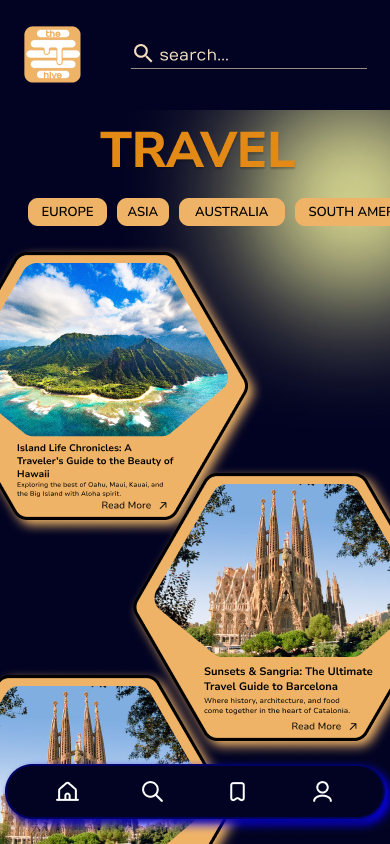 the
hive
search...
TRAVEL
EUROPE
ASIA
AUSTRALIA
SOUTH AMER
Island Life Chronicles: A
Traveler's Guide to the Beauty of
Hawaii
Exploring the best of Oahu, Maui, Kauai, and
the Big Island with Aloha spirit.
Read More
Sunsets & Sangria: The Ultimate
Travel Guide to Barcelona
Where history, architecture, and food
come together in the heart of Catalonia.
Read More